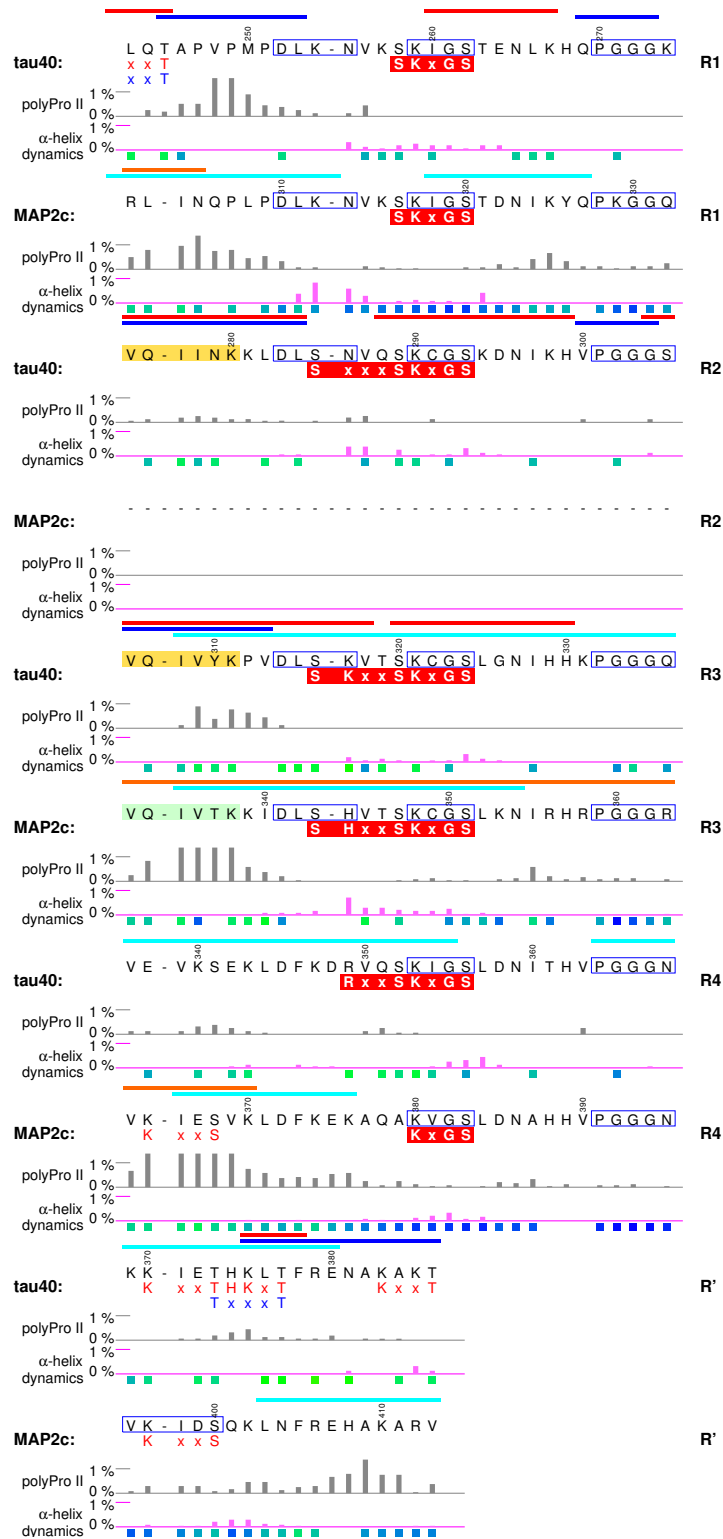 250 260 270
tau40: L Q T A P V P M P D L K - N V K S K I G S T E N L K H Q P G G G K R1
x x T S K x G S
x x T
polyPro II 1 % 0 %
α-helix 1 % 0 %
dynamics
310 320 330
MAP2c: R L - I N Q P L P D L K - N V K S K I G S T D N I K Y Q P K G G Q R1
S K x G S
polyPro II 1 % 0 %
α-helix 1 % 0 %
dynamics
280 290 300
tau40: V Q - I I N K K L D L S - N V Q S K C G S K D N I K H V P G G G S R2
S x x x S K x G S
polyPro II 1 % 0 %
α-helix 1 % 0 %
dynamics
MAP2c: - - - - - - - - - - - - - - - - - - - - - - - - - - - - - - - - - R2
polyPro II 1 % 0 %
α-helix 1 % 0 %
dynamics
310 320 330
tau40: V Q - I V Y K P V D L S - K V T S K C G S L G N I H H K P G G G Q R3
S K x x S K x G S
polyPro II 1 % 0 %
α-helix 1 % 0 %
dynamics
340 350 360
MAP2c: V Q - I V T K K I D L S - H V T S K C G S L K N I R H R P G G G R R3
S H x x S K x G S
polyPro II 1 % 0 %
α-helix 1 % 0 %
dynamics
340 350 360
tau40: V E - V K S E K L D F K D R V Q S K I G S L D N I T H V P G G G N R4
R x x S K x G S
polyPro II 1 % 0 %
α-helix 1 % 0 %
dynamics
370 380 390
MAP2c: V K - I E S V K L D F K E K A Q A K V G S L D N A H H V P G G G N R4
K x x S K x G S
polyPro II 1 % 0 %
α-helix 1 % 0 %
dynamics
370 380
tau40: K K - I E T H K L T F R E N A K A K T R'
K x x T H K x T K x x T
T x x x T
polyPro II 1 % 0 %
α-helix 1 % 0 %
dynamics
400 410
MAP2c: V K - I D S Q K L N F R E H A K A R V R'
K x x S
polyPro II 1 % 0 %
α-helix 1 % 0 %
dynamics